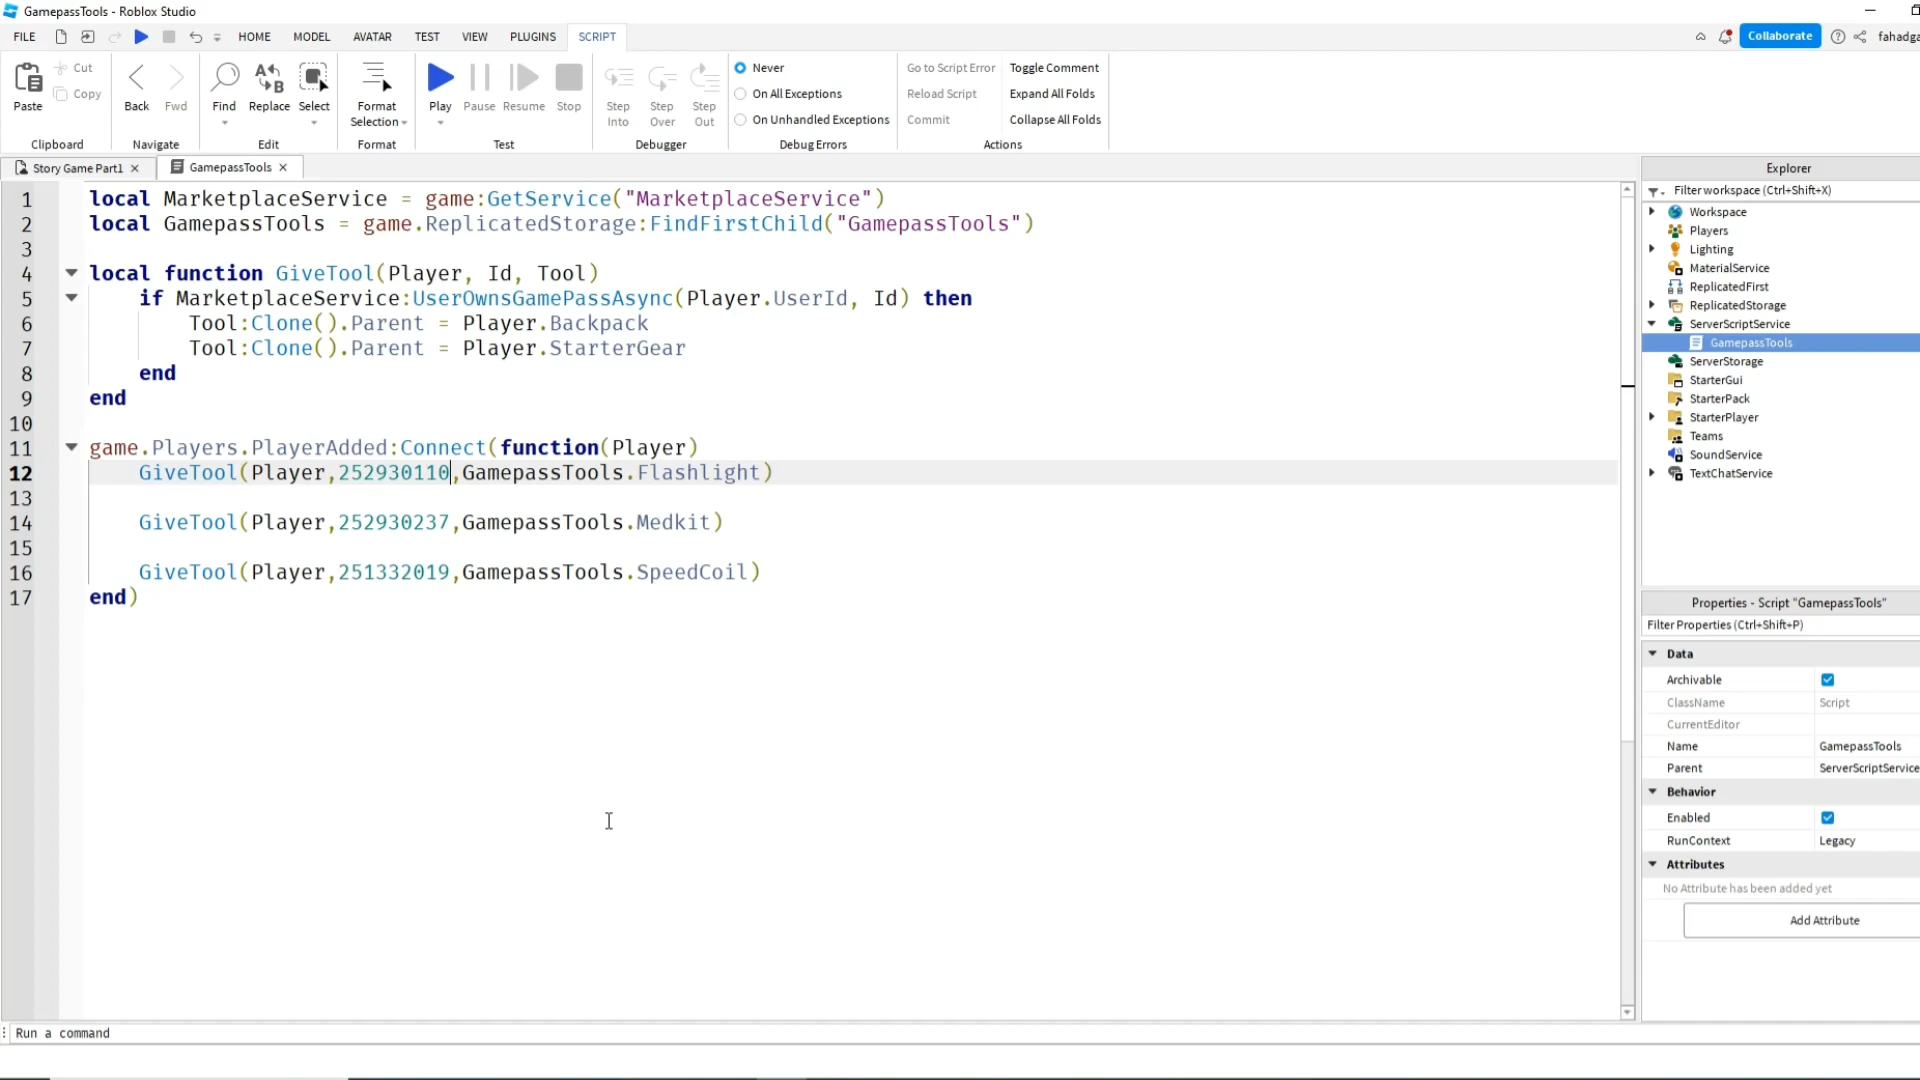 GamepassTools - Roblox Studio
FILE HOME MODEL AVATAR TEST VIEW PLUGINS SCRIPT Collaborate
Paste Cut Copy Clipboard
Back Fwd Navigate
Find Replace Select Edit
Format Selection Format
Play Pause Resume Stop Test
Step Into Step Over Step Out Debugger
Never
On All Exceptions
On Unhandled Exceptions
Debug Errors
Go to Script Error Toggle Comment
Reload Script Expand All Folds
Commit Collapse All Folds
Actions
Story Game Part1 GamepassTools
1 local MarketplaceService = game:GetService("MarketplaceService")
2 local GamepassTools = game.ReplicatedStorage:FindFirstChild("GamepassTools")
3
4 local function GiveTool(Player, Id, Tool)
5 if MarketplaceService:UserOwnsGamePassAsync(Player.UserId, Id) then
6 Tool:Clone().Parent = Player.Backpack
7 Tool:Clone().Parent = Player.StarterGear
8 end
9 end
10
11 game.Players.PlayerAdded:Connect(function(Player)
12 GiveTool(Player,252930110,GamepassTools.Flashlight)
13
14 GiveTool(Player,252930237,GamepassTools.Medkit)
15
16 GiveTool(Player,251332019,GamepassTools.SpeedCoil)
17 end)
Run a command
Explorer
Filter workspace (Ctrl+Shift+X)
Workspace
Players
Lighting
MaterialService
ReplicatedFirst
ReplicatedStorage
ServerScriptService
GamepassTools
ServerStorage
StarterGui
StarterPack
StarterPlayer
Teams
SoundService
TextChatService
Properties - Script "GamepassTools"
Filter Properties (Ctrl+Shift+P)
Data
Archivable
ClassName Script
CurrentEditor
Name GamepassTools
Parent ServerScriptService
Behavior
Enabled
RunContext Legacy
Attributes
No Attribute has been added yet
Add Attribute